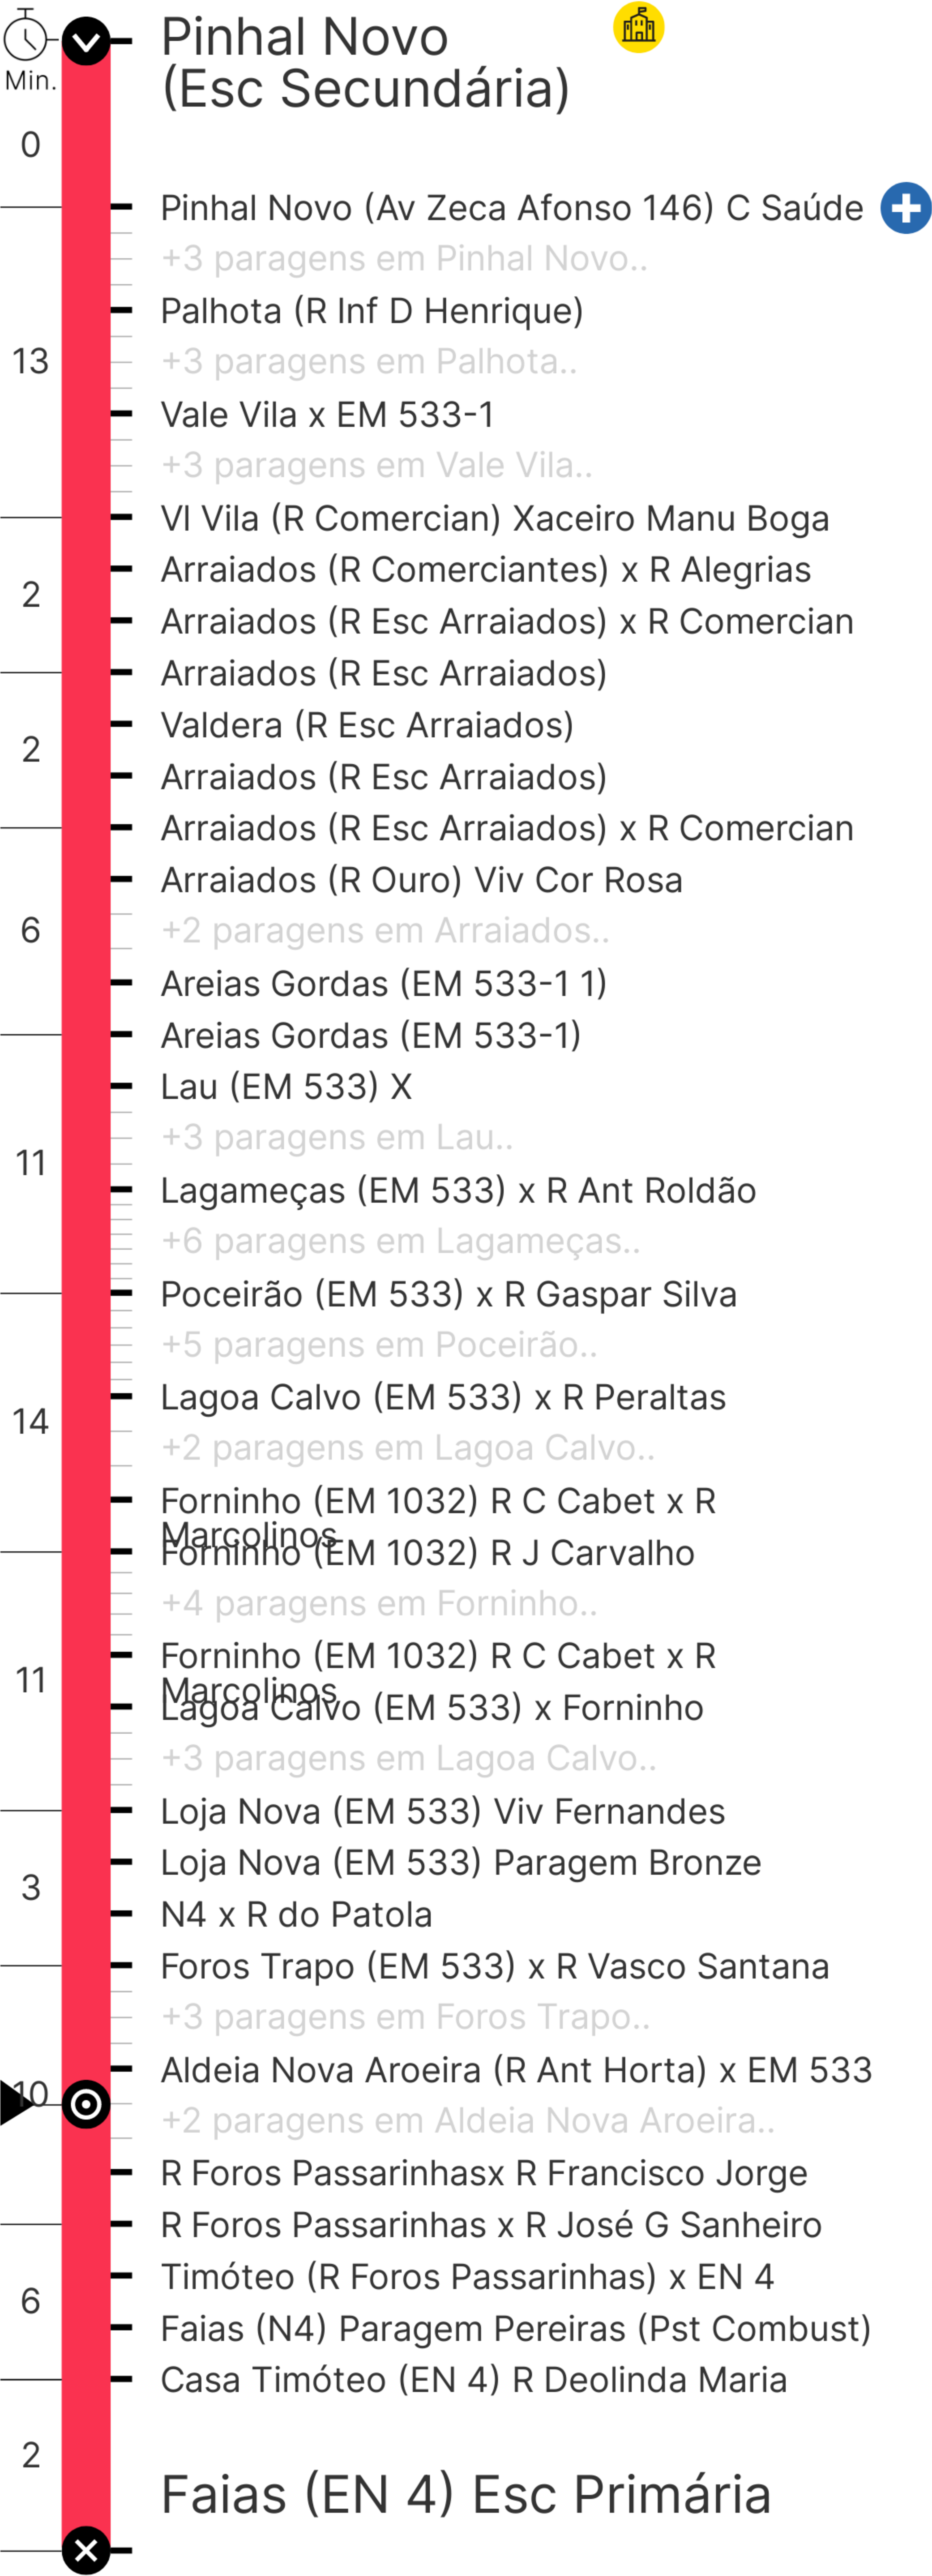 Pinhal Novo
(Esc Secundária)
Min.
0
Pinhal Novo (Av Zeca Afonso 146) C Saúde
+3 paragens em Pinhal Novo..
Palhota (R Inf D Henrique)
13
+3 paragens em Palhota..
Vale Vila x EM 533-1
+3 paragens em Vale Vila..
Vl Vila (R Comercian) Xaceiro Manu Boga
Arraiados (R Comerciantes) x R Alegrias
2
Arraiados (R Esc Arraiados) x R Comercian
Arraiados (R Esc Arraiados)
Valdera (R Esc Arraiados)
2
Arraiados (R Esc Arraiados)
Arraiados (R Esc Arraiados) x R Comercian
Arraiados (R Ouro) Viv Cor Rosa
6
+2 paragens em Arraiados..
Areias Gordas (EM 533-1 1)
Areias Gordas (EM 533-1)
Lau (EM 533) X
+3 paragens em Lau..
11
Lagameças (EM 533) x R Ant Roldão
+6 paragens em Lagameças..
Poceirão (EM 533) x R Gaspar Silva
+5 paragens em Poceirão..
Lagoa Calvo (EM 533) x R Peraltas
14
+2 paragens em Lagoa Calvo..
Forninho (EM 1032) R C Cabet x R
Marcolinos
Forninho (EM 1032) R J Carvalho
+4 paragens em Forninho..
Forninho (EM 1032) R C Cabet x R
11
Marcolinos
Lagoa Calvo (EM 533) x Forninho
+3 paragens em Lagoa Calvo..
Loja Nova (EM 533) Viv Fernandes
Loja Nova (EM 533) Paragem Bronze
3
N4 x R do Patola
Foros Trapo (EM 533) x R Vasco Santana
+3 paragens em Foros Trapo..
Aldeia Nova Aroeira (R Ant Horta) x EM 533
10
+2 paragens em Aldeia Nova Aroeira..
R Foros Passarinhasx R Francisco Jorge
R Foros Passarinhas x R José G Sanheiro
Timóteo (R Foros Passarinhas) x EN 4
6
Faias (N4) Paragem Pereiras (Pst Combust)
Casa Timóteo (EN 4) R Deolinda Maria
2
Faias (EN 4) Esc Primária